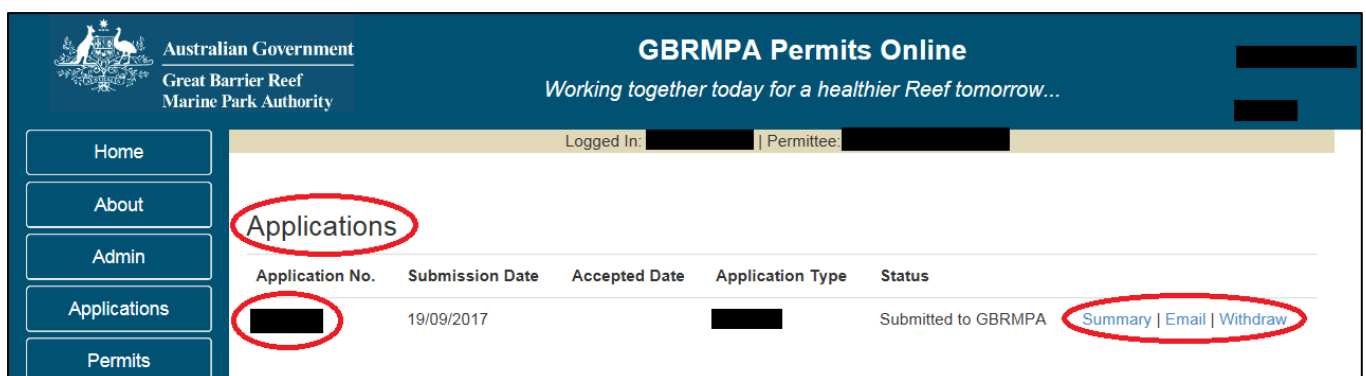 Australian Government
Great Barrier Reef
Marine Park Authority
GBRMPA Permits Online
Working together today for a healthier Reef tomorrow...
Logged In: | Permittee:
Home
About
Admin
Applications
Permits
Applications
Application No. Submission Date Accepted Date Application Type Status
19/09/2017 Submitted to GBRMPA Summary | Email | Withdraw